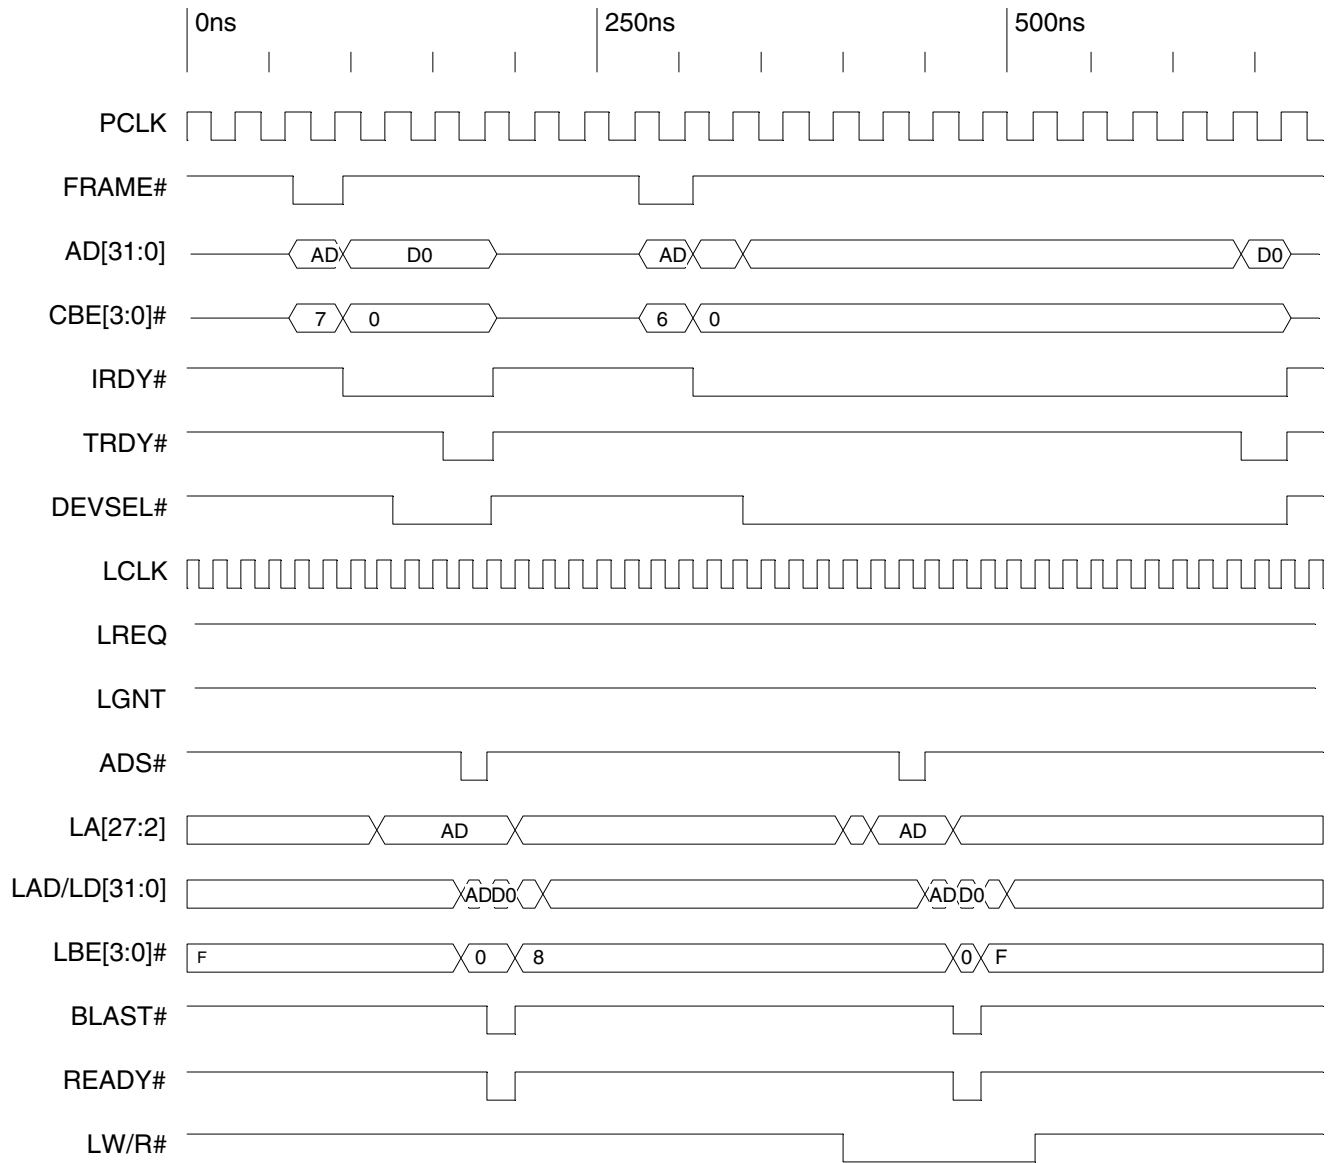 0ns 250ns 500ns
PCLK
FRAME#
AD[31:0] AD D0 AD D0
CBE[3:0]# 7 0 6 0
IRDY#
TRDY#
DEVSEL#
LCLK
LREQ
LGNT
ADS#
LA[27:2] AD AD
LAD/LD[31:0] AD D0 AD D0
LBE[3:0]# F 0 8 0 F
BLAST#
READY#
LW/R#